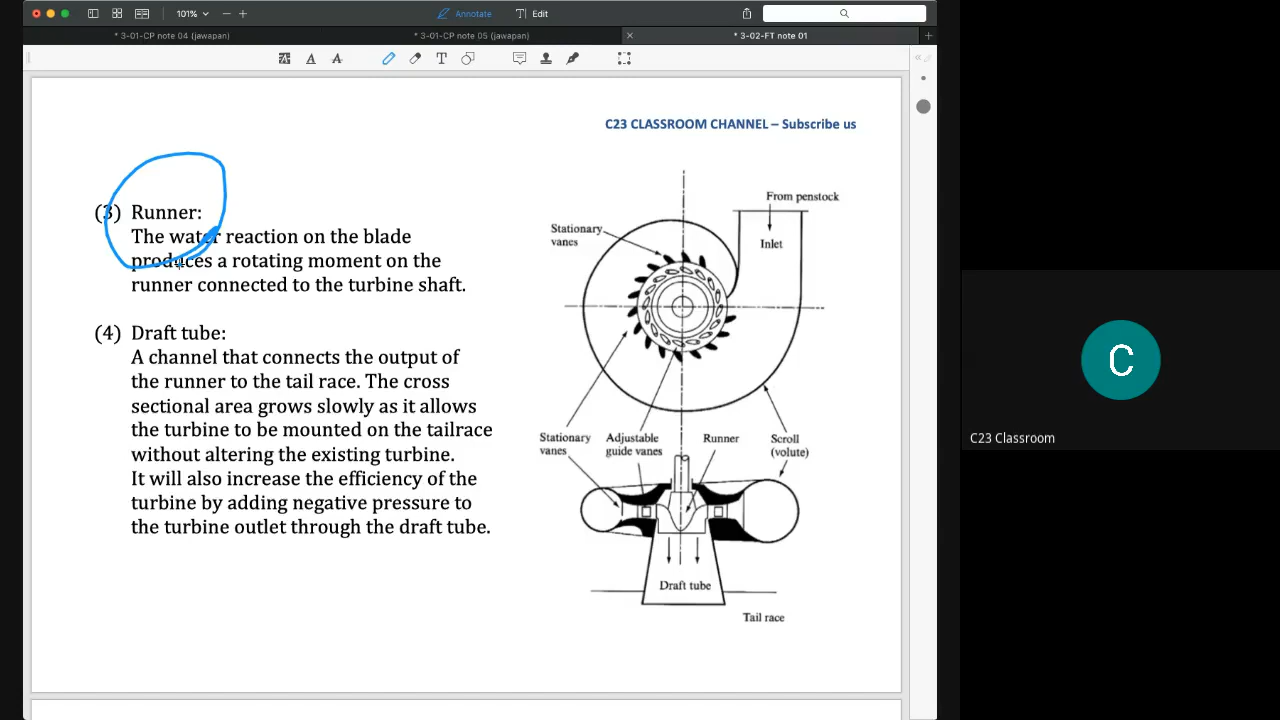 101%
Annotate
Edit
* 3-01-CP note 04 (jawapan)
* 3-01-CP note 05 (jawapan)
* 3-02-FT note 01
C23 CLASSROOM CHANNEL – Subscribe us
(3) Runner:
The water reaction on the blade
produces a rotating moment on the
runner connected to the turbine shaft.
(4) Draft tube:
A channel that connects the output of
the runner to the tail race. The cross
sectional area grows slowly as it allows
the turbine to be mounted on the tailrace
without altering the existing turbine.
It will also increase the efficiency of the
turbine by adding negative pressure to
the turbine outlet through the draft tube.
From penstock
Stationary
vanes
Inlet
Stationary
vanes
Adjustable
guide vanes
Runner
Scroll
(volute)
Draft tube
Tail race
C
C23 Classroom